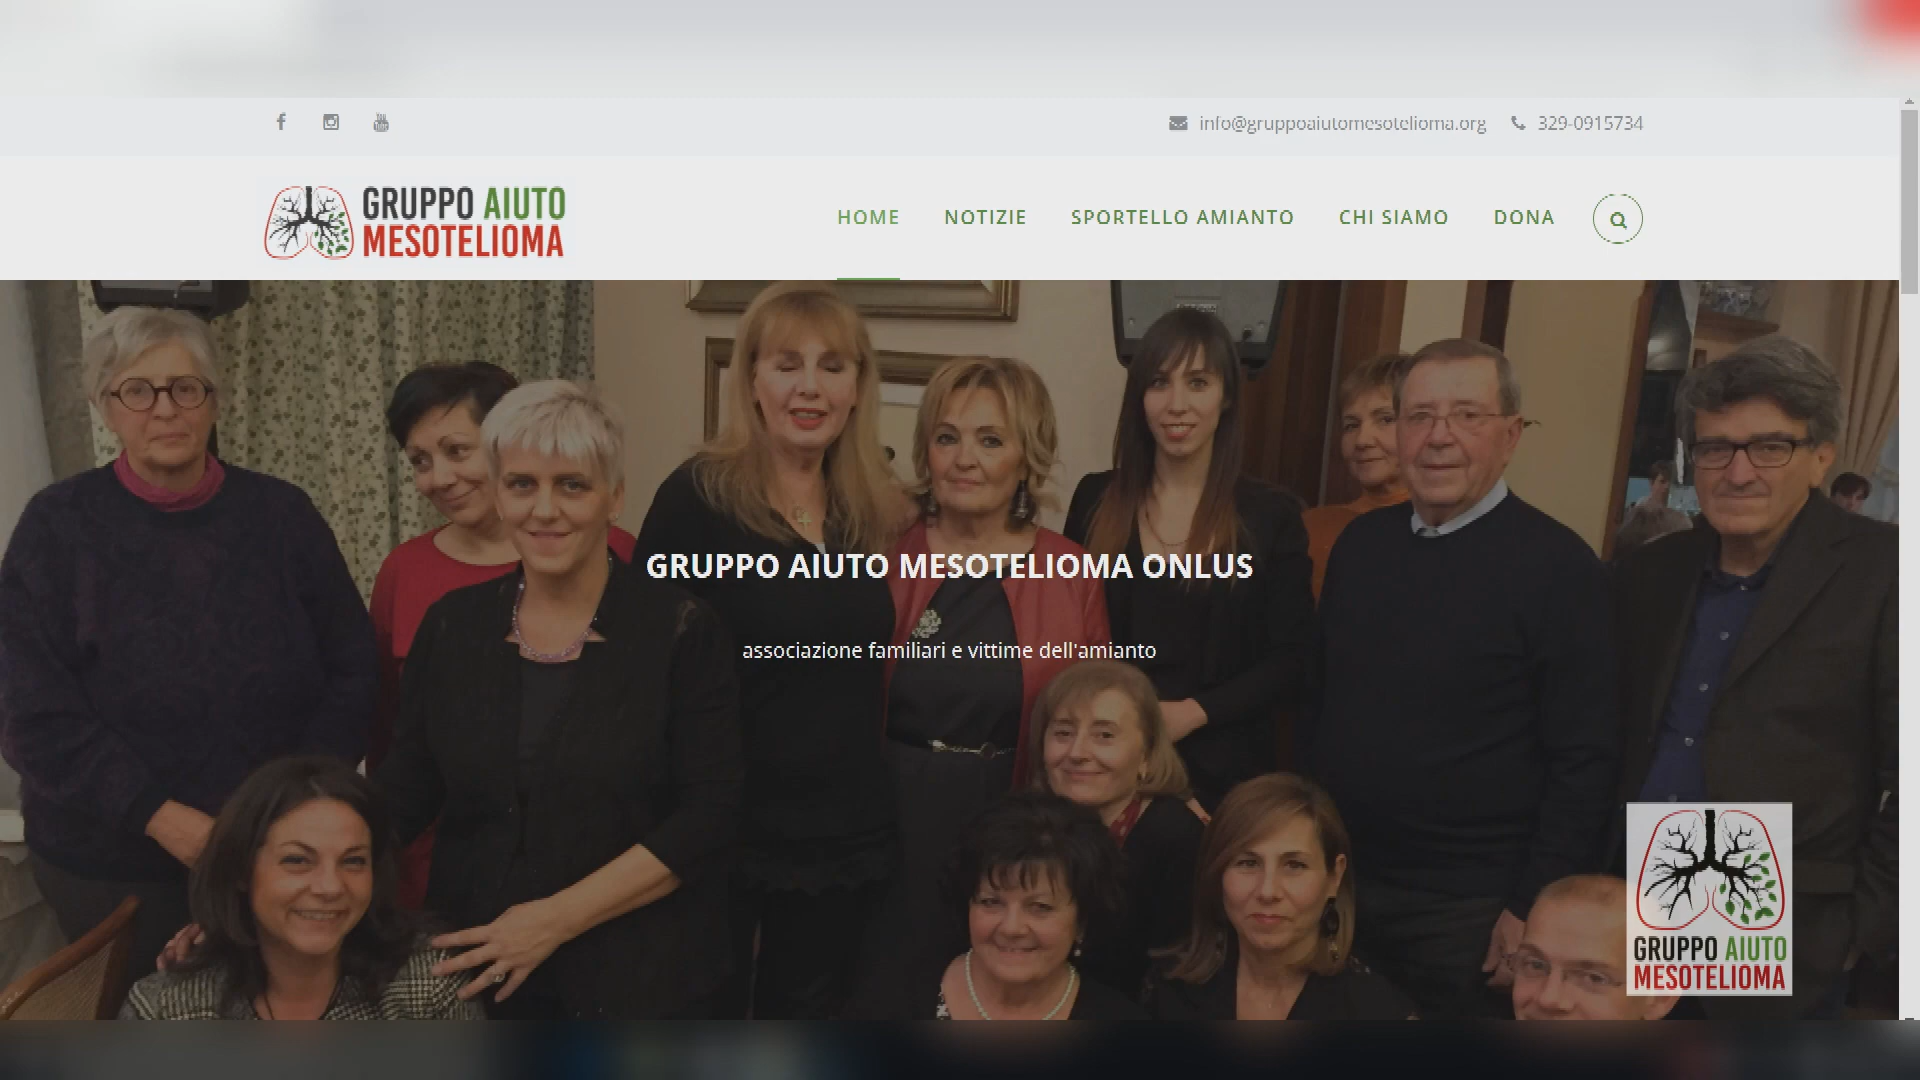 info@gruppoaiutomesotelioma.org 329-0915734
GRUPPO AIUTO
MESOTELIOMA
HOME NOTIZIE SPORTELLO AMIANTO CHI SIAMO DONA
GRUPPO AIUTO MESOTELIOMA ONLUS
associazione familiari e vittime dell'amianto
GRUPPO AIUTO
MESOTELIOMA